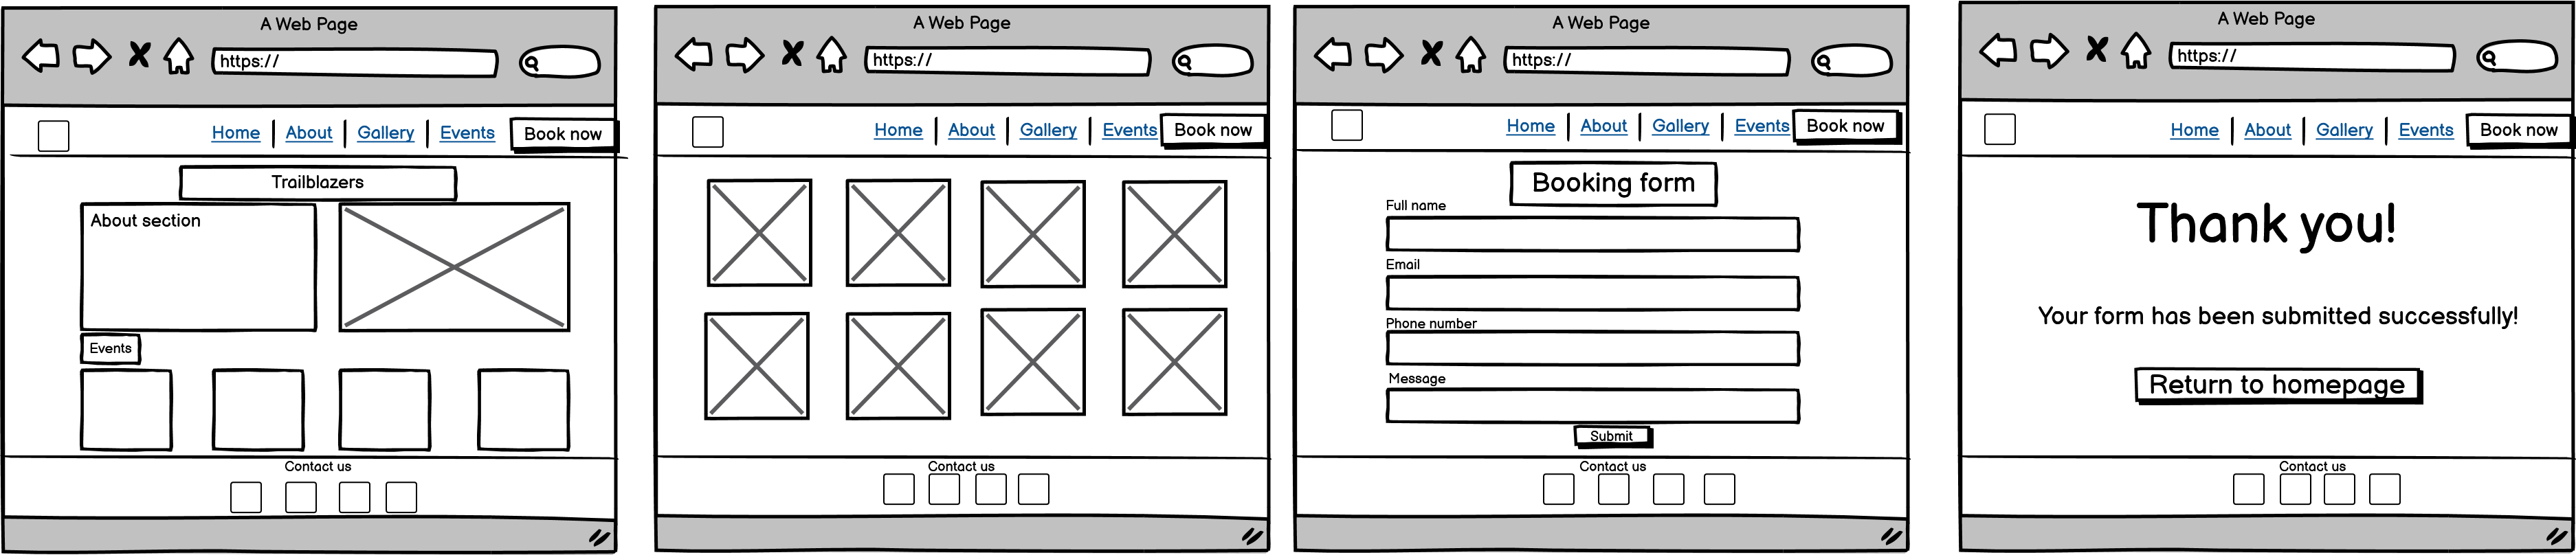 A Web Page
https://
Home | About | Gallery | Events Book now
Trailblazers
About section
Events
Contact us
A Web Page
https://
Home | About | Gallery | Events Book now
Contact us
A Web Page
https://
Home | About | Gallery | Events Book now
Booking form
Full name
Email
Phone number
Message
Submit
Contact us
A Web Page
https://
Home | About | Gallery | Events Book now
Thank you!
Your form has been submitted successfully!
Return to homepage
Contact us